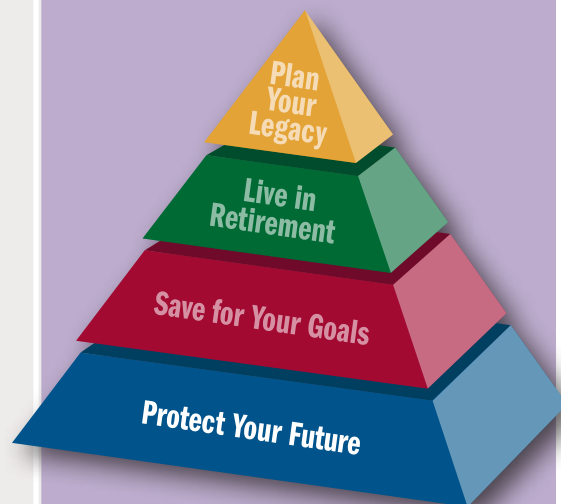 Plan
Your
Legacy
Live in
Retirement
Save for Your Goals
Protect Your Future